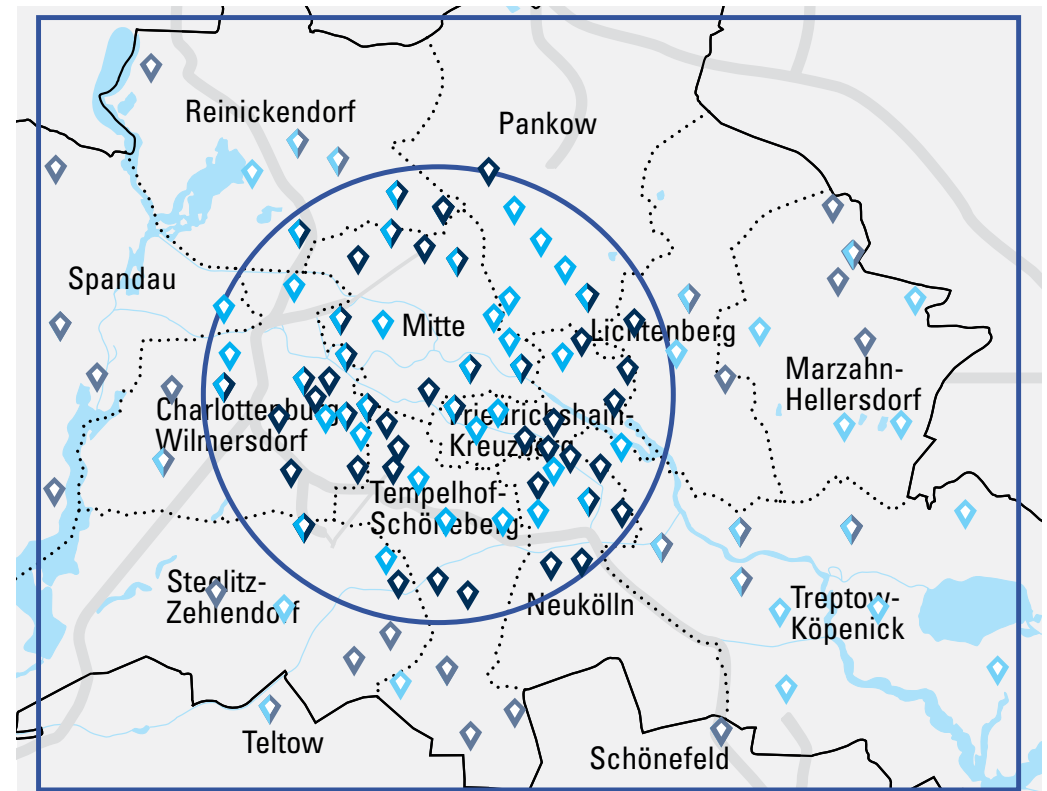 Reinickendorf
Pankow
Spandau
Mitte
Lichtenberg
Marzahn-
Hellersdorf
Charlottenburg
Wilmersdorf
Friedrichshain-
Kreuzberg
Tempelhof-
Schöneberg
Steglitz-
Zehlendorf
Neukölln
Treptow-
Köpenick
Teltow
Schönefeld